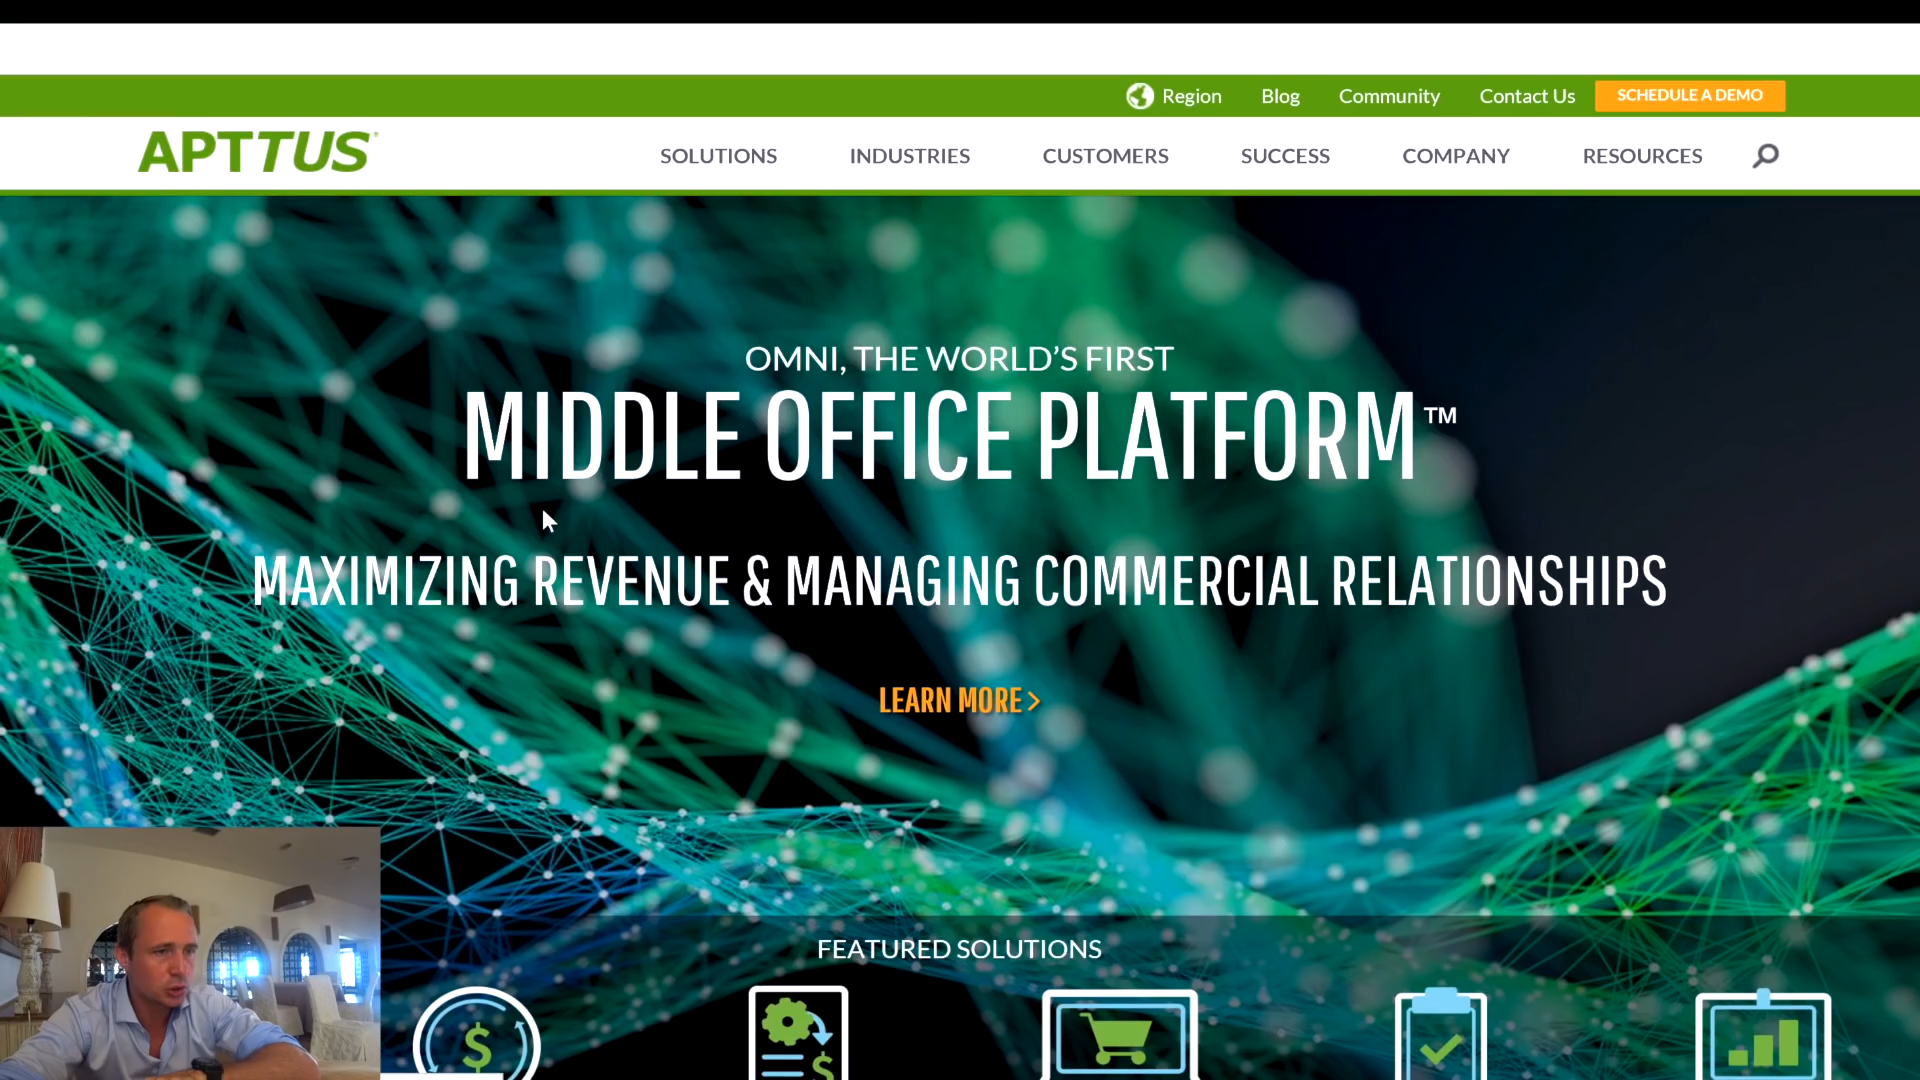 Region Blog Community Contact Us SCHEDULE A DEMO
APTTUS
SOLUTIONS INDUSTRIES CUSTOMERS SUCCESS COMPANY RESOURCES
OMNI, THE WORLD'S FIRST
MIDDLE OFFICE PLATFORM™
MAXIMIZING REVENUE & MANAGING COMMERCIAL RELATIONSHIPS
LEARN MORE >
FEATURED SOLUTIONS
$
$